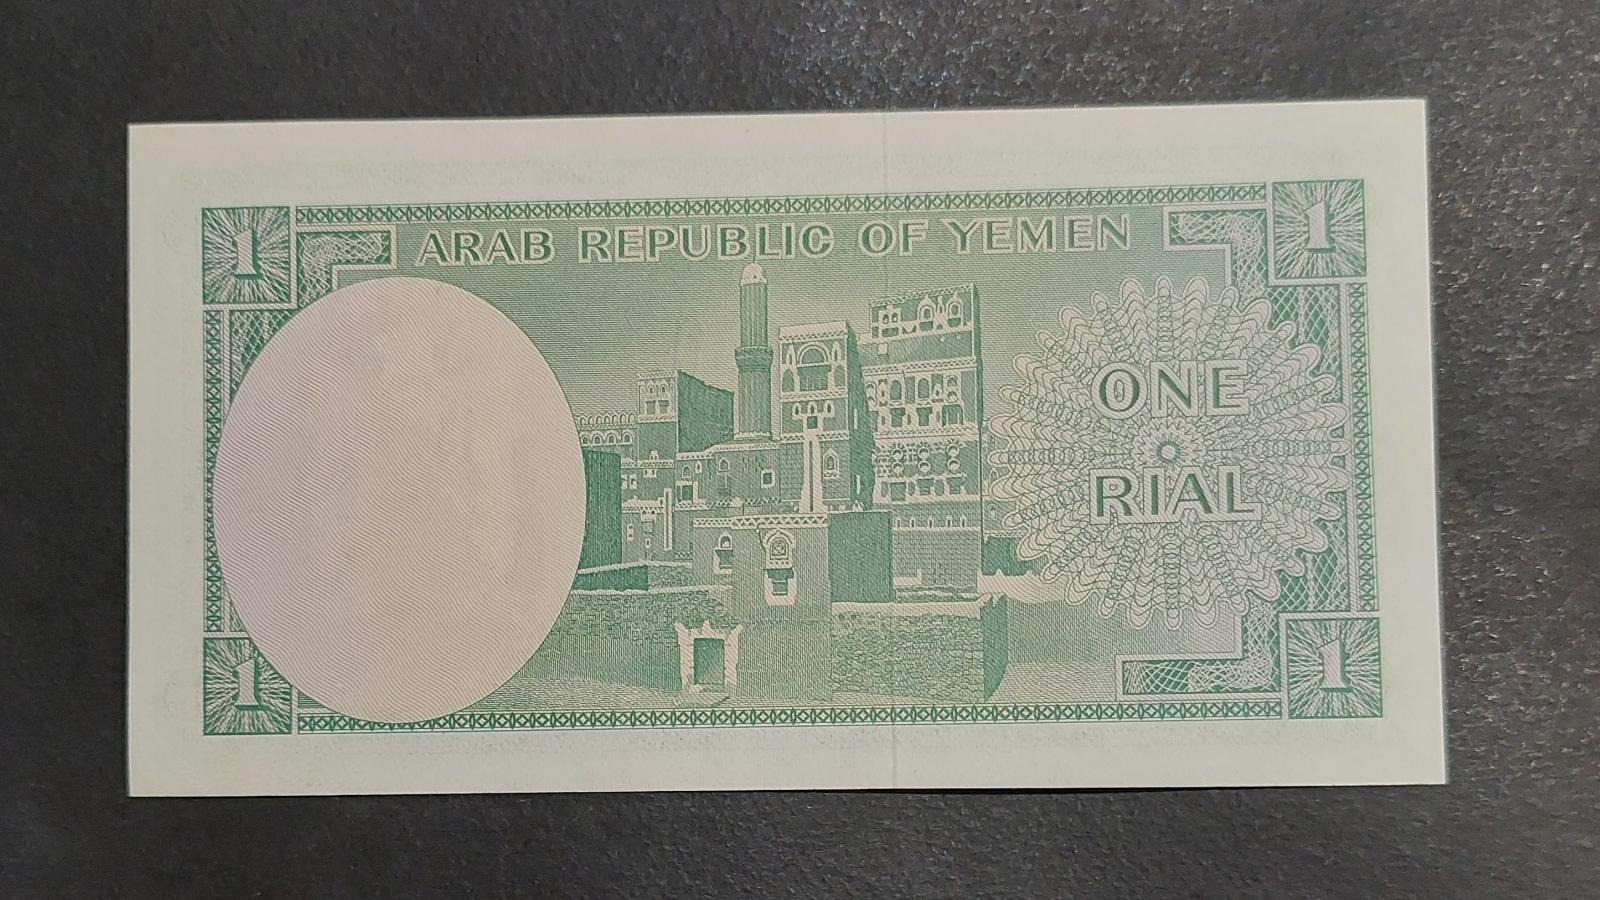 1 ARAB REPUBLIC OF YEMEN 1
ONE
RIAL
1 1